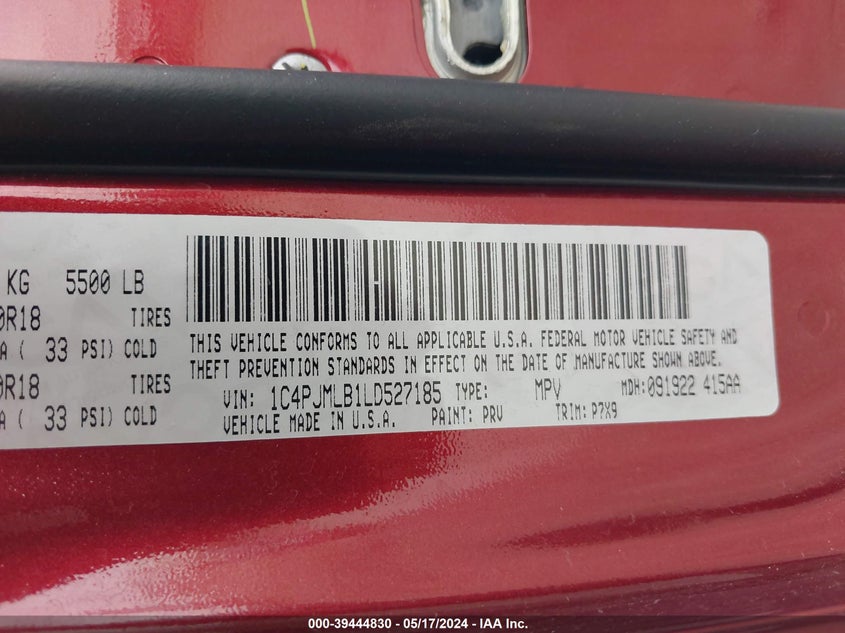 KG 5500 LB
0R18 TIRES
A ( 33 PSI) COLD
0R18 TIRES
A ( 33 PSI) COLD
THIS VEHICLE CONFORMS TO ALL APPLICABLE U.S.A. FEDERAL MOTOR VEHICLE SAFETY AND
THEFT PREVENTION STANDARDS IN EFFECT ON THE DATE OF MANUFACTURE SHOWN ABOVE.
VIN: 1C4PJMLB1LD527185 TYPE: MPV MDH:091922 415AA
VEHICLE MADE IN U.S.A. PAINT: PRV TRIM: P7X9
000-39444830 - 05/17/2024 - IAA Inc.